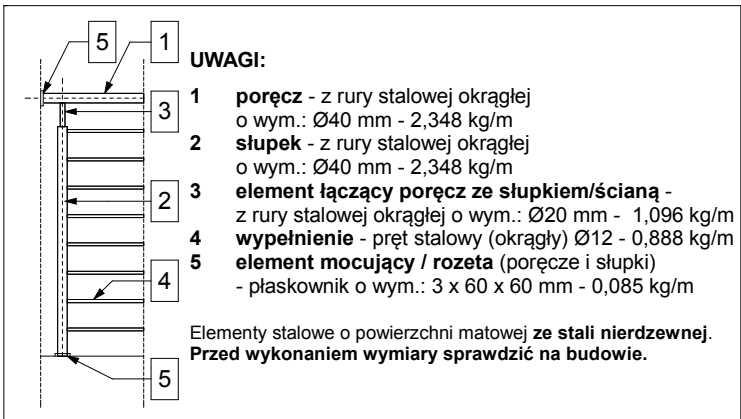 5
1
3
2
4
5
UWAGI:
1 poręcz - z rury stalowej okrągłej
o wym.: Ø40 mm - 2,348 kg/m
2 słupek - z rury stalowej okrągłej
o wym.: Ø40 mm - 2,348 kg/m
3 element łączący poręcz ze słupkiem/ścianą -
z rury stalowej okrągłej o wym.: Ø20 mm - 1,096 kg/m
4 wypełnienie - pręt stalowy (okrągły) Ø12 - 0,888 kg/m
5 element mocujący / rozeta (poręcze i słupki)
- płaskownik o wym.: 3 x 60 x 60 mm - 0,085 kg/m
Elementy stalowe o powierzchni matowej ze stali nierdzewnej.
Przed wykonaniem wymiary sprawdzić na budowie.